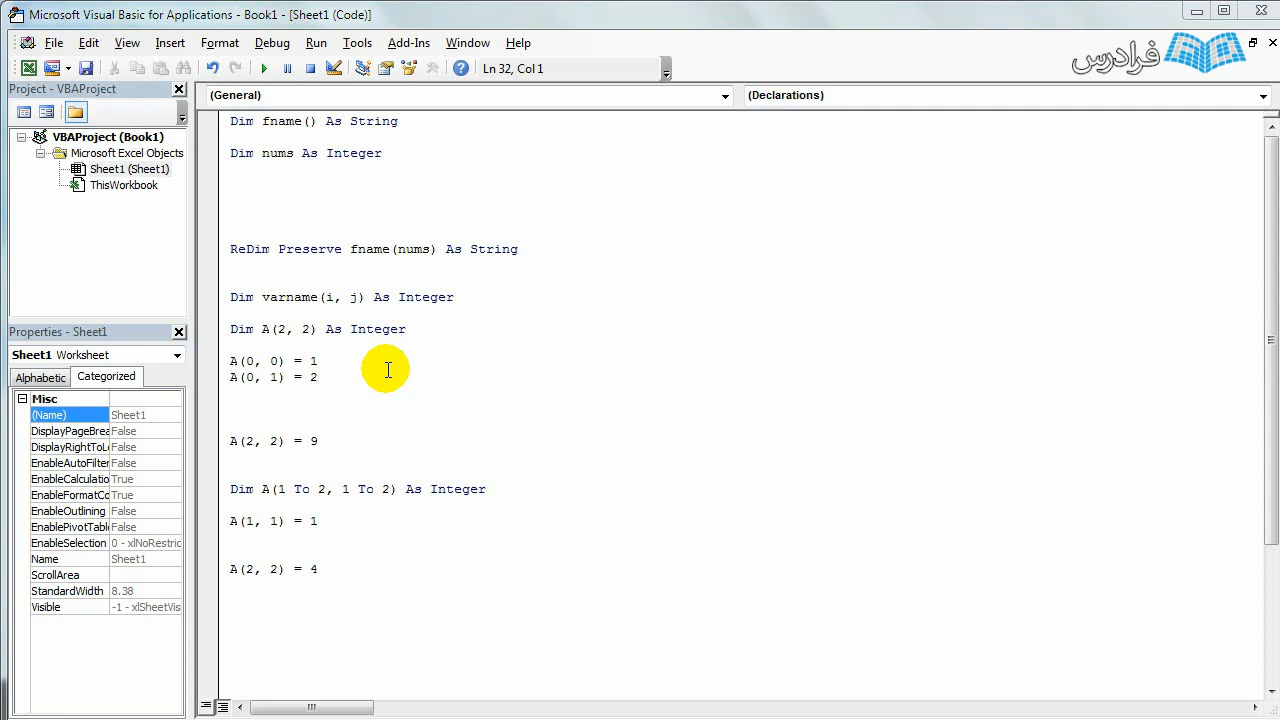 Microsoft Visual Basic for Applications - Book1 - [Sheet1 (Code)]
File Edit View Insert Format Debug Run Tools Add-Ins Window Help
Ln 32, Col 1
فرادرس
Project - VBAProject
VBAProject (Book1)
Microsoft Excel Objects
Sheet1 (Sheet1)
ThisWorkbook
Properties - Sheet1
Sheet1 Worksheet
Alphabetic Categorized
Misc
(Name) Sheet1
DisplayPageBrea False
DisplayRightToLe False
EnableAutoFilter False
EnableCalculatio True
EnableFormatCo True
EnableOutlining False
EnablePivotTable False
EnableSelection 0 - xlNoRestric
Name Sheet1
ScrollArea
StandardWidth 8.38
Visible -1 - xlSheetVis
(General) (Declarations)
Dim fname() As String
Dim nums As Integer
ReDim Preserve fname(nums) As String
Dim varname(i, j) As Integer
Dim A(2, 2) As Integer
A(0, 0) = 1
A(0, 1) = 2
A(2, 2) = 9
Dim A(1 To 2, 1 To 2) As Integer
A(1, 1) = 1
A(2, 2) = 4